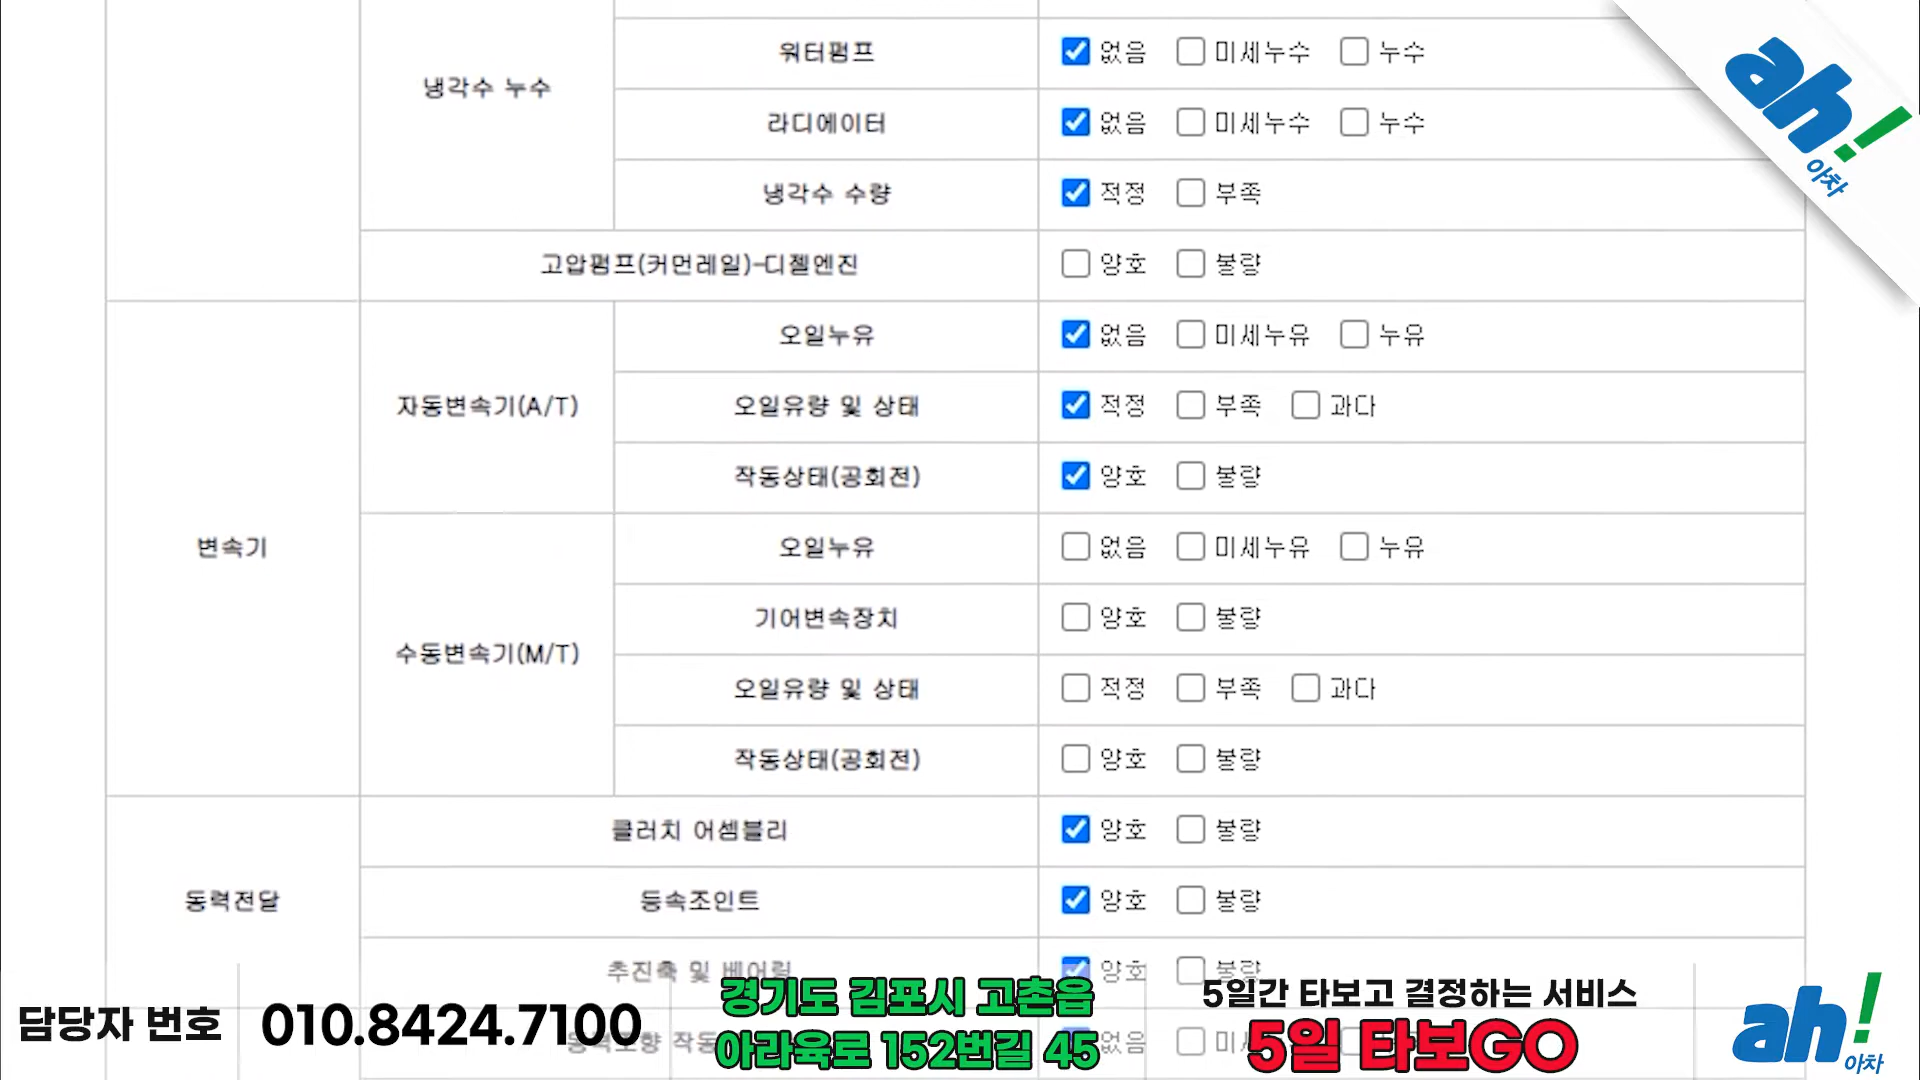 냉각수 누수
워터펌프
없음 미세누수 누수
라디에이터
없음 미세누수 누수
냉각수 수량
적정 부족
고압펌프(커먼레일)-디젤엔진
양호 불량
변속기
자동변속기(A/T)
오일누유
없음 미세누유 누유
오일유량 및 상태
적정 부족 과다
작동상태(공회전)
양호 불량
수동변속기(M/T)
오일누유
없음 미세누유 누유
기어변속장치
양호 불량
오일유량 및 상태
적정 부족 과다
작동상태(공회전)
양호 불량
동력전달
클러치 어셈블리
양호 불량
등속조인트
양호 불량
추진축 및 베어링
양호 불량
작동
없음
ah!
아차
담당자 번호
010.8424.7100
경기도 김포시 고촌읍
아라육로 152번길 45
5일간 타보고 결정하는 서비스
5일 타보GO
ah!
아차